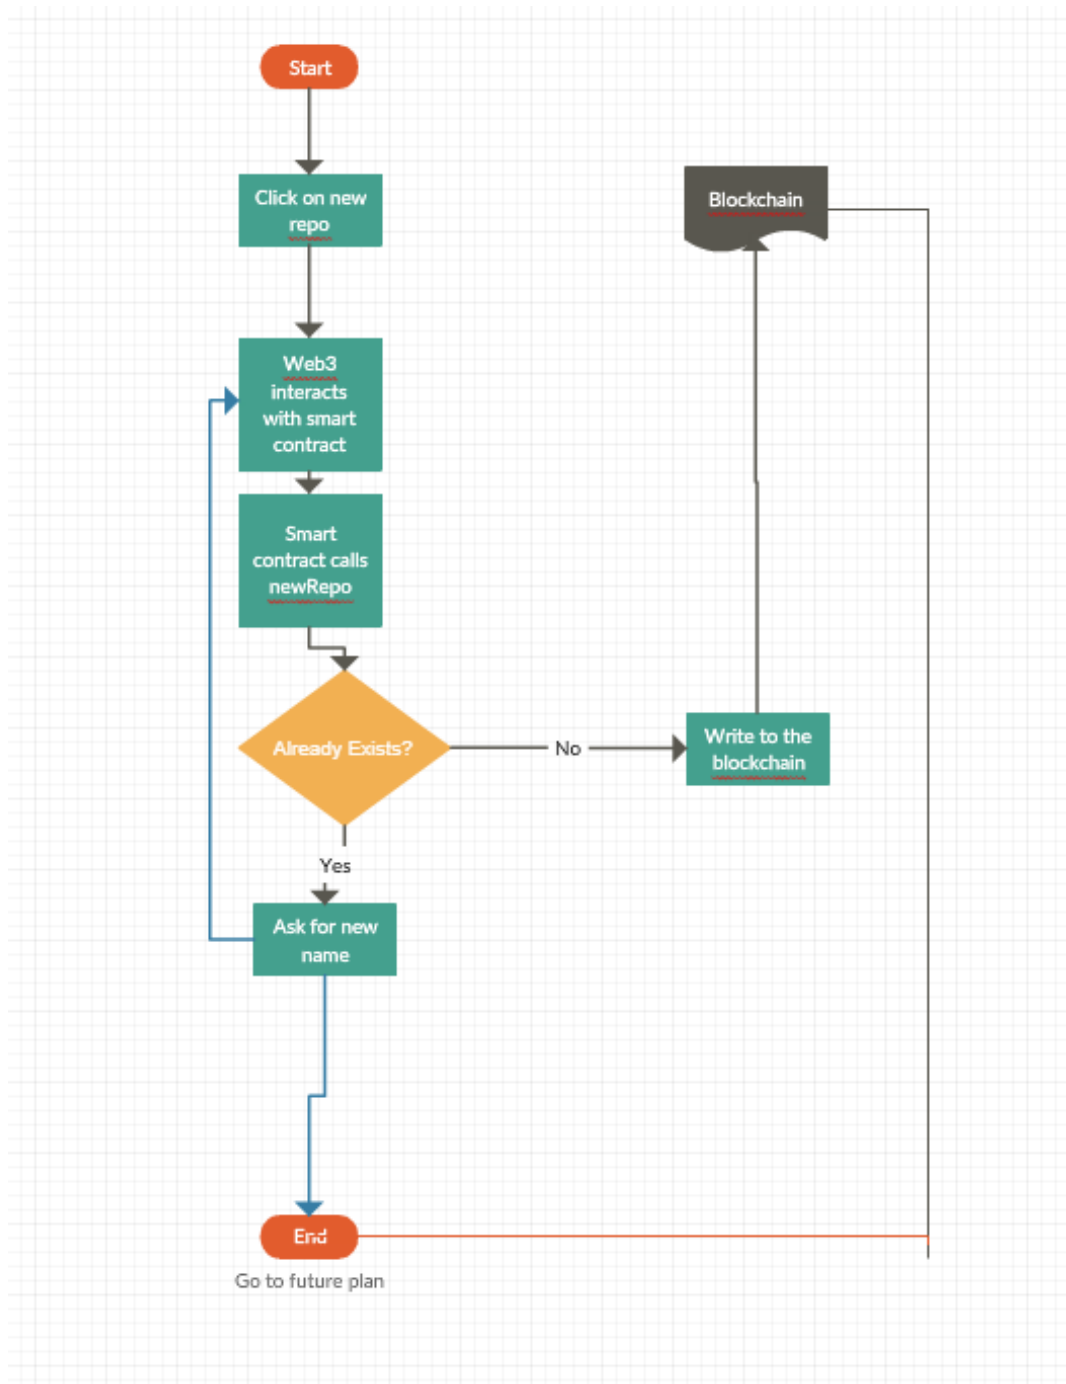 Start
Click on new
repo
Blockchain
Web3
interacts
with smart
contract
Smart
contract calls
newRepo
Already Exists?
No
Write to the
blockchain
Yes
Ask for new
name
End
Go to future plan